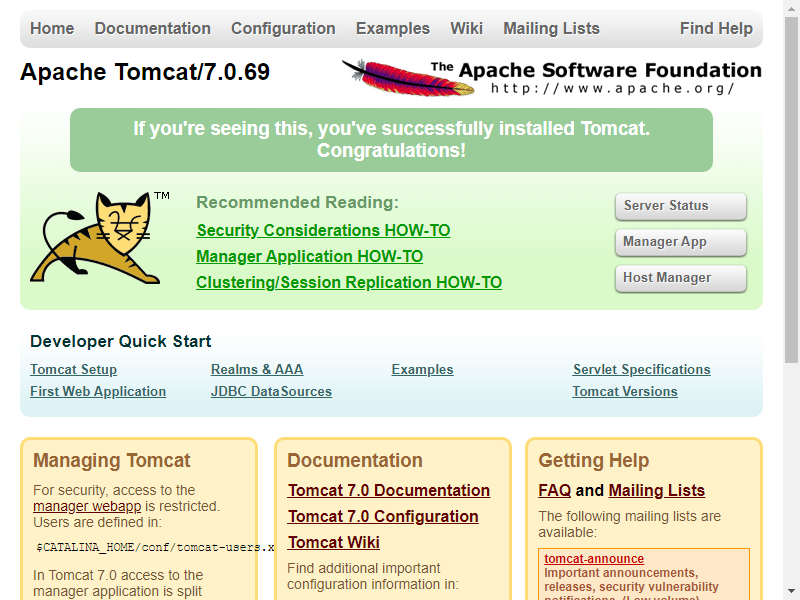 Home Documentation Configuration Examples Wiki Mailing Lists Find Help
Apache Tomcat/7.0.69
The Apache Software Foundation
http://www.apache.org/
If you're seeing this, you've successfully installed Tomcat.
Congratulations!
TM
Recommended Reading:
Security Considerations HOW-TO
Manager Application HOW-TO
Clustering/Session Replication HOW-TO
Server Status
Manager App
Host Manager
Developer Quick Start
Tomcat Setup
First Web Application
Realms & AAA
JDBC DataSources
Examples
Servlet Specifications
Tomcat Versions
Managing Tomcat
For security, access to the
manager webapp is restricted.
Users are defined in:
$CATALINA_HOME/conf/tomcat-users.x
In Tomcat 7.0 access to the
manager application is split
Documentation
Tomcat 7.0 Documentation
Tomcat 7.0 Configuration
Tomcat Wiki
Find additional important
configuration information in:
Getting Help
FAQ and Mailing Lists
The following mailing lists are
available:
tomcat-announce
Important announcements,
releases, security vulnerability
notifications. (Low volume).